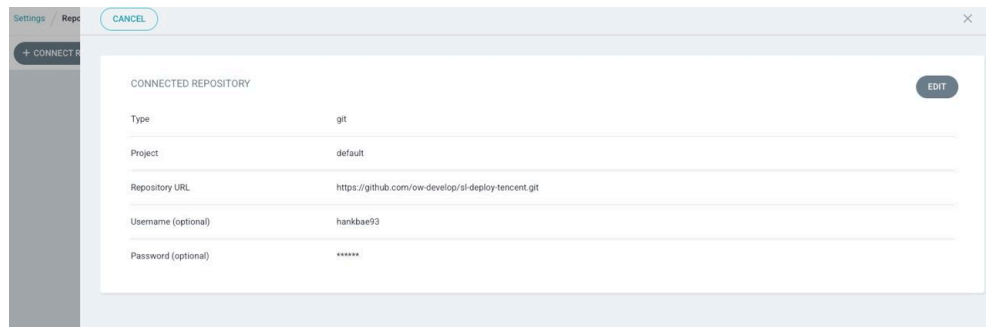 Settings / Repo
CANCEL
+ CONNECT R
CONNECTED REPOSITORY
EDIT
Type git
Project default
Repository URL https://github.com/ow-develop/sl-deploy-tencent.git
Username (optional) hankbae93
Password (optional) ******